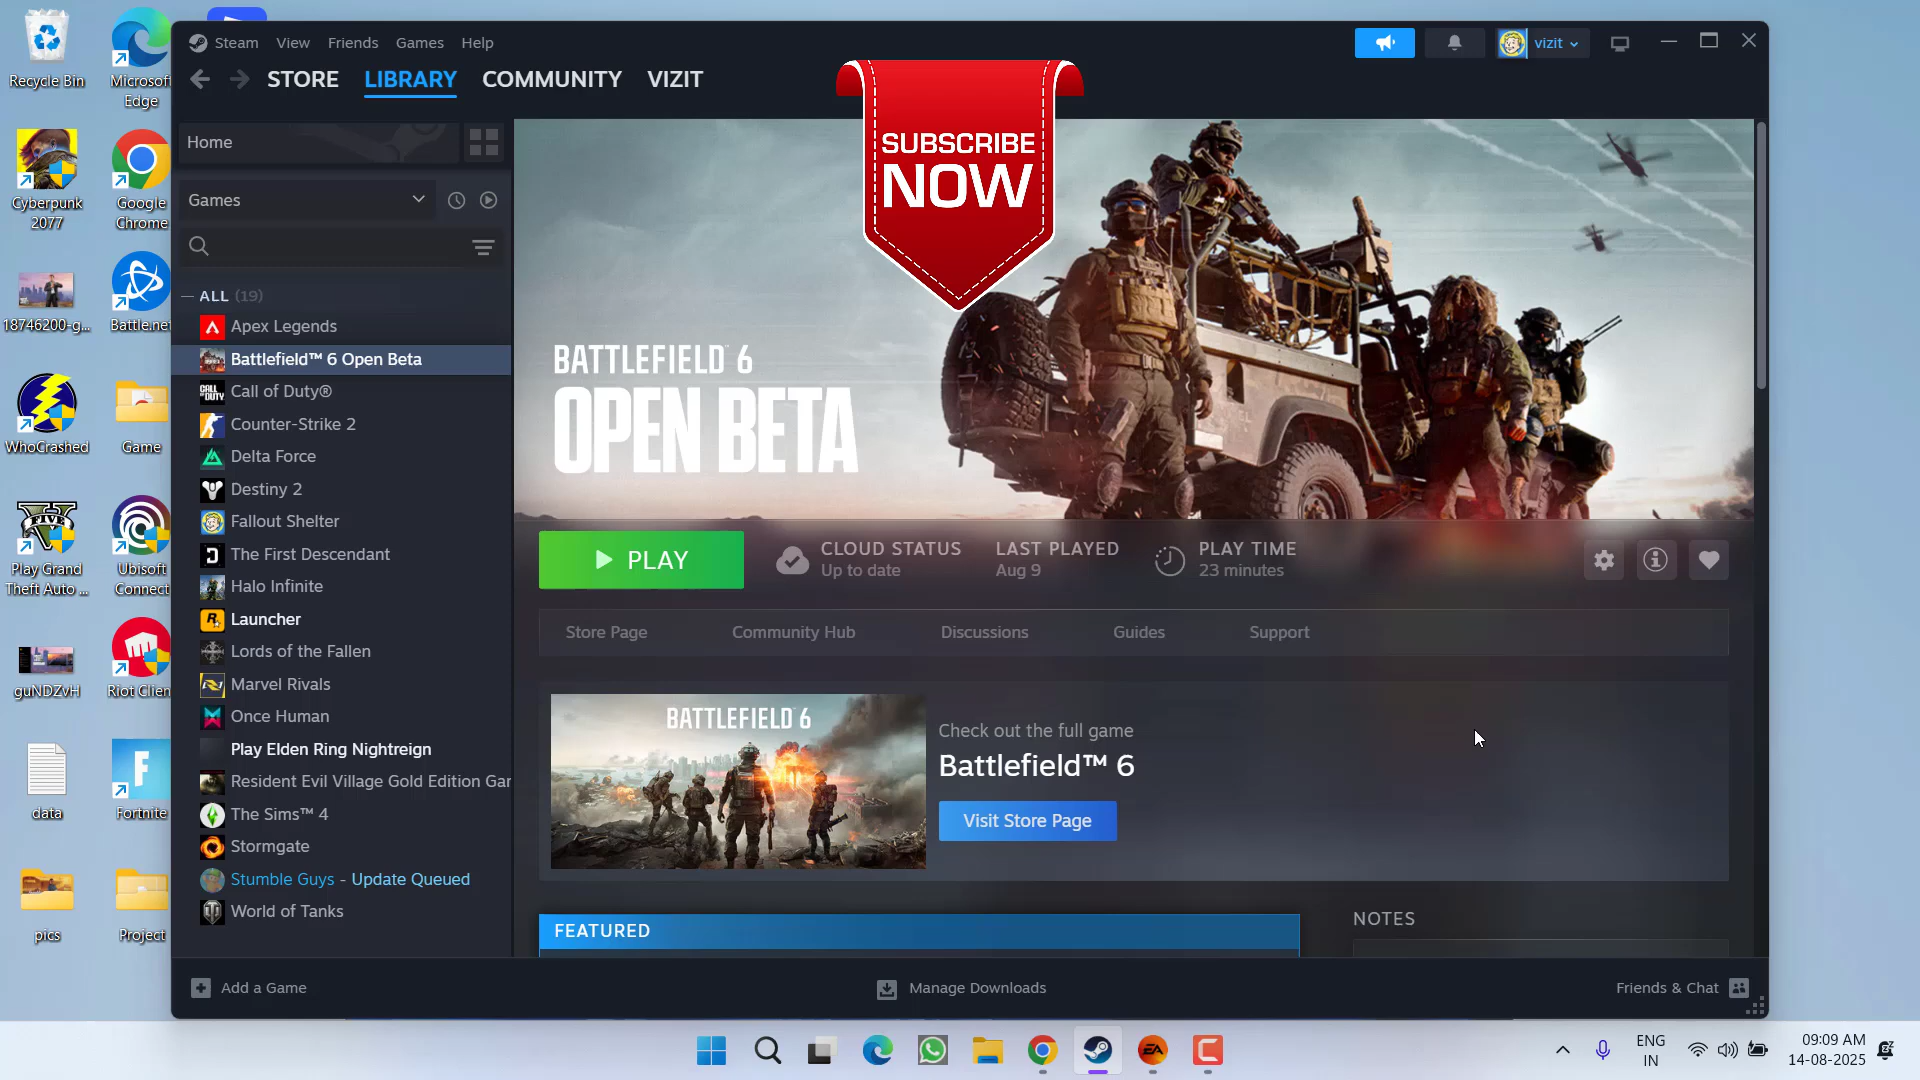 Recycle Bin
Microsoft
Edge
Cyberpunk
2077
Google
Chrome
18746200-g...
Battle.net
WhoCrashed
Game
Play Grand
Theft Auto ...
Ubisoft
Connect
guNDZvH
Riot Clien
data
Fortnite
pics
Project
Steam View Friends Games Help
vizit
STORE LIBRARY COMMUNITY VIZIT
Home
Games
ALL (19)
Apex Legends
Battlefield™ 6 Open Beta
Call of Duty®
Counter-Strike 2
Delta Force
Destiny 2
Fallout Shelter
The First Descendant
Halo Infinite
Launcher
Lords of the Fallen
Marvel Rivals
Once Human
Play Elden Ring Nightreign
Resident Evil Village Gold Edition Gar
The Sims™ 4
Stormgate
Stumble Guys - Update Queued
World of Tanks
SUBSCRIBE
NOW
BATTLEFIELD 6
OPEN BETA
PLAY
CLOUD STATUS
Up to date
LAST PLAYED
Aug 9
PLAY TIME
23 minutes
Store Page Community Hub Discussions Guides Support
BATTLEFIELD 6
Check out the full game
Battlefield™ 6
Visit Store Page
FEATURED
NOTES
Add a Game
Manage Downloads
Friends & Chat
ENG
IN
09:09 AM
14-08-2025